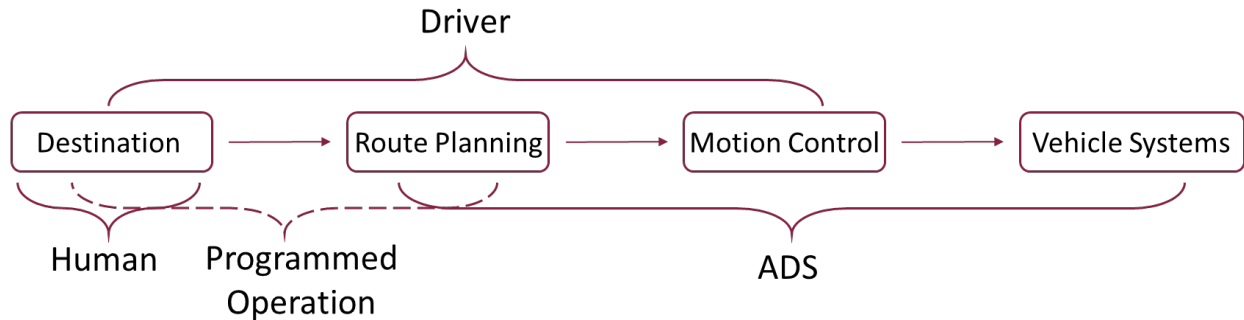 Driver
Destination
Route Planning
Motion Control
Vehicle Systems
Human
Programmed
Operation
ADS